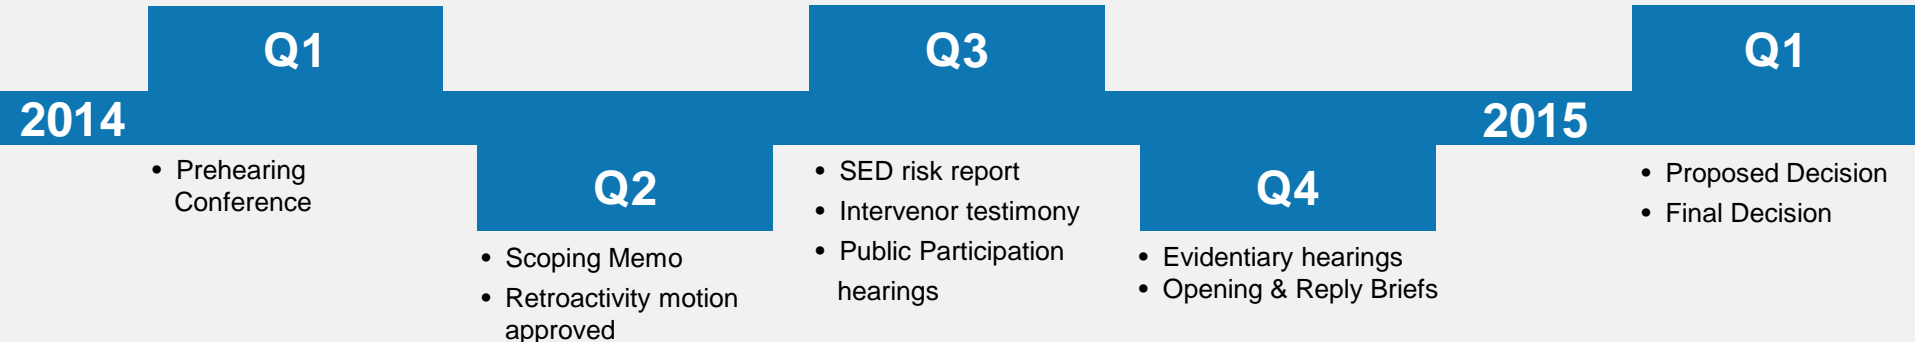 2014
Q1
• Prehearing
Conference
Q2
• Scoping Memo
• Retroactivity motion
approved
Q3
• SED risk report
• Intervenor testimony
• Public Participation
hearings
Q4
• Evidentiary hearings
• Opening & Reply Briefs
2015
Q1
• Proposed Decision
• Final Decision